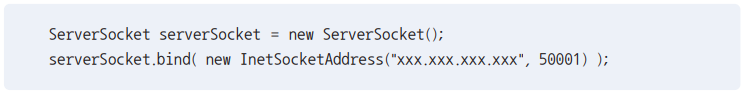 ServerSocket serverSocket = new ServerSocket();
serverSocket.bind( new InetSocketAddress("xxx.xxx.xxx.xxx", 50001) );